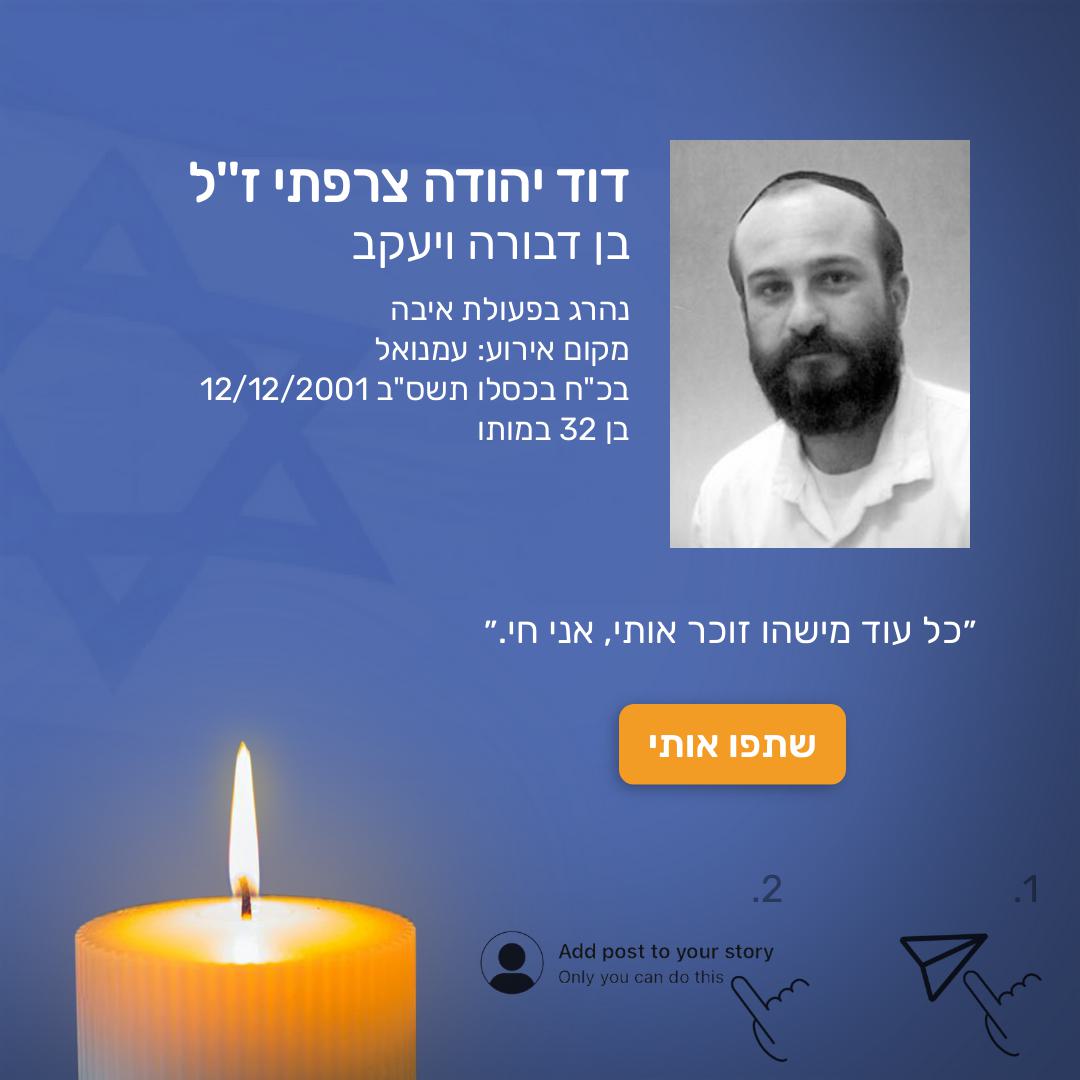 דוד יהודה צרפתי ז"ל
בן דבורה ויעקב
נהרג בפעולת איבה
מקום אירוע: עמנואל
בכ"ח בכסלו תשס"ב 12/12/2001
בן 32 במותו
״כל עוד מישהו זוכר אותי, אני חי.״
שתפו אותי
1.
2.
Add post to your story
Only you can do this